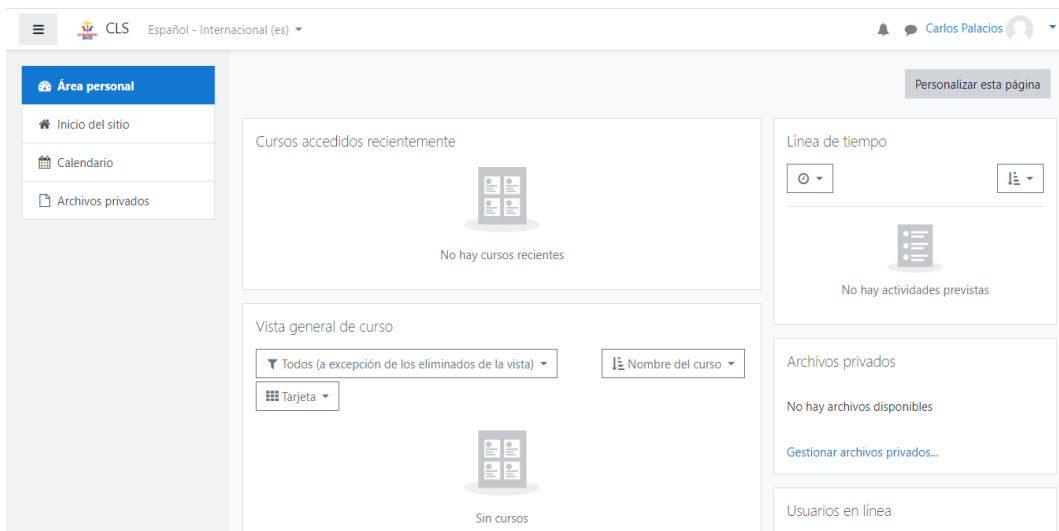 CLS Español - Internacional (es) Carlos Palacios
Área personal
Inicio del sitio
Calendario
Archivos privados
Personalizar esta página
Cursos accedidos recientemente
No hay cursos recientes
Vista general de curso
Todos (a excepción de los eliminados de la vista) Nombre del curso
Tarjeta
Sin cursos
Línea de tiempo
No hay actividades previstas
Archivos privados
No hay archivos disponibles
Gestionar archivos privados...
Usuarios en línea